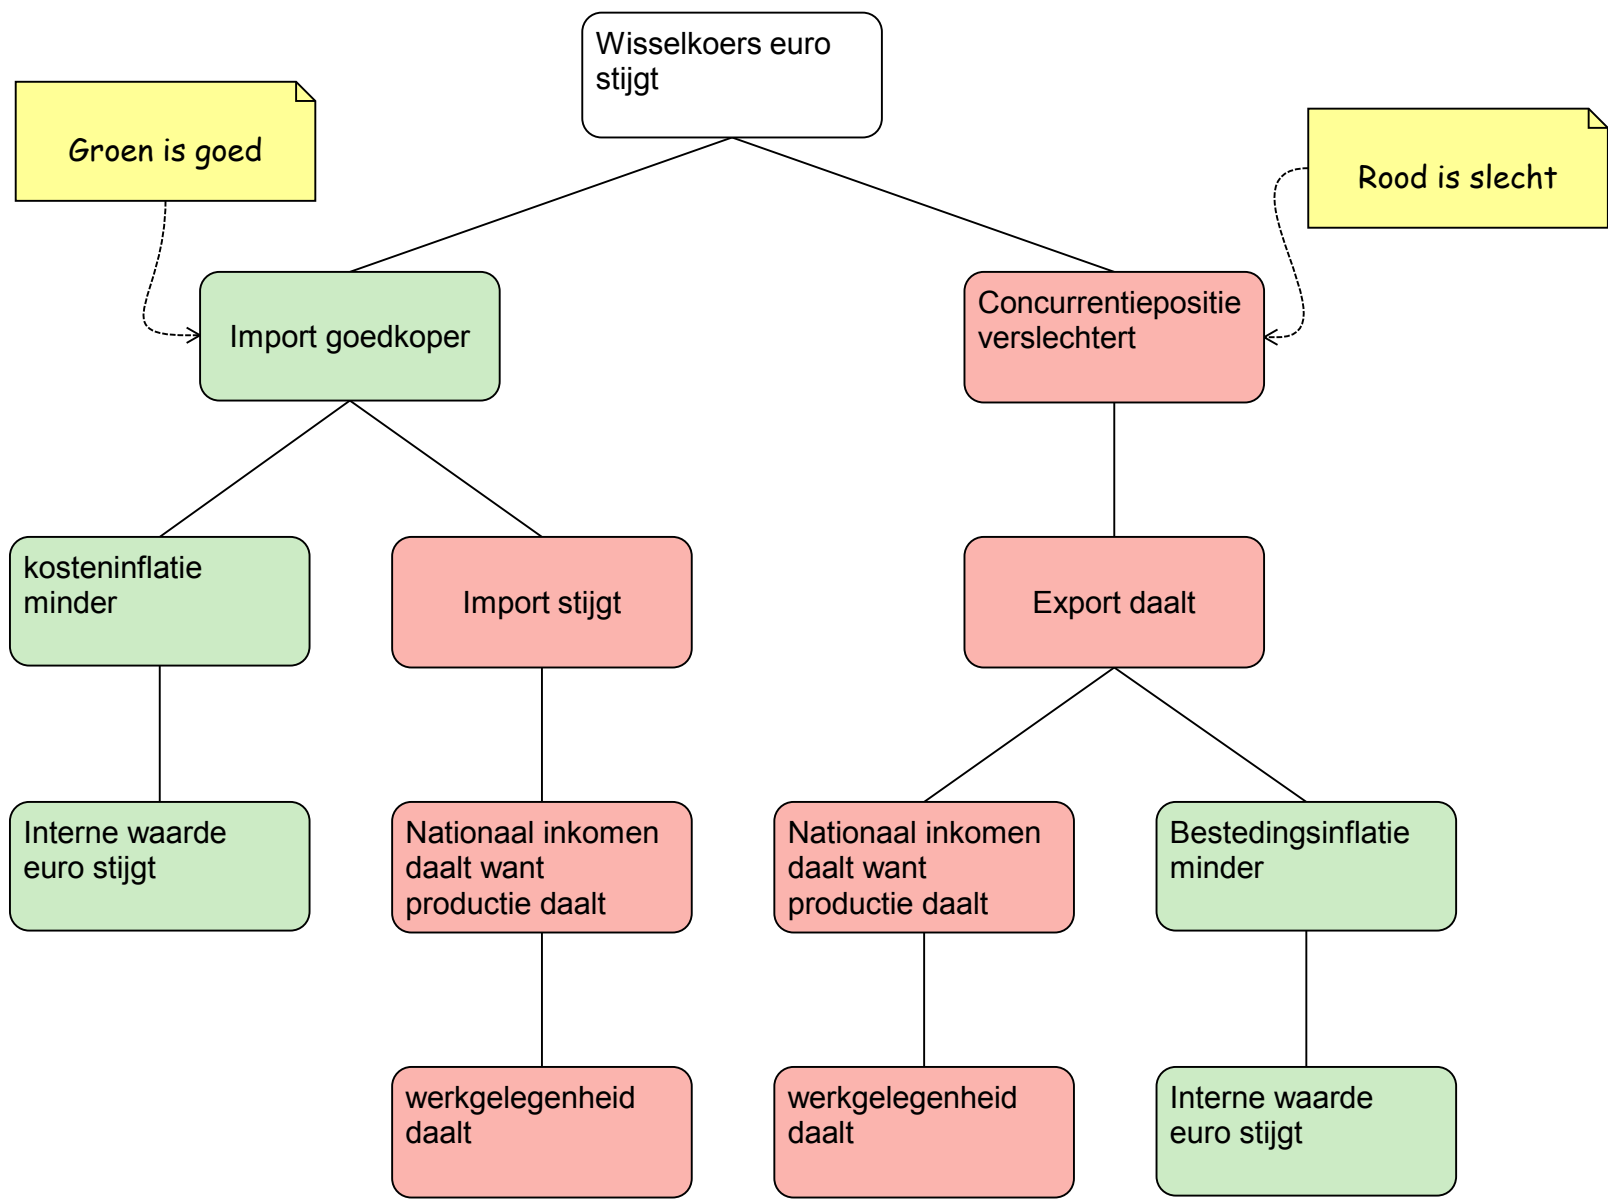 Wisselkoers euro
stijgt
Groen is goed
Rood is slecht
Import goedkoper
Concurrentiepositie
verslechtert
kosteninflatie
minder
Import stijgt
Export daalt
Interne waarde
euro stijgt
Nationaal inkomen
daalt want
productie daalt
Nationaal inkomen
daalt want
productie daalt
Bestedingsinflatie
minder
werkgelegenheid
daalt
werkgelegenheid
daalt
Interne waarde
euro stijgt